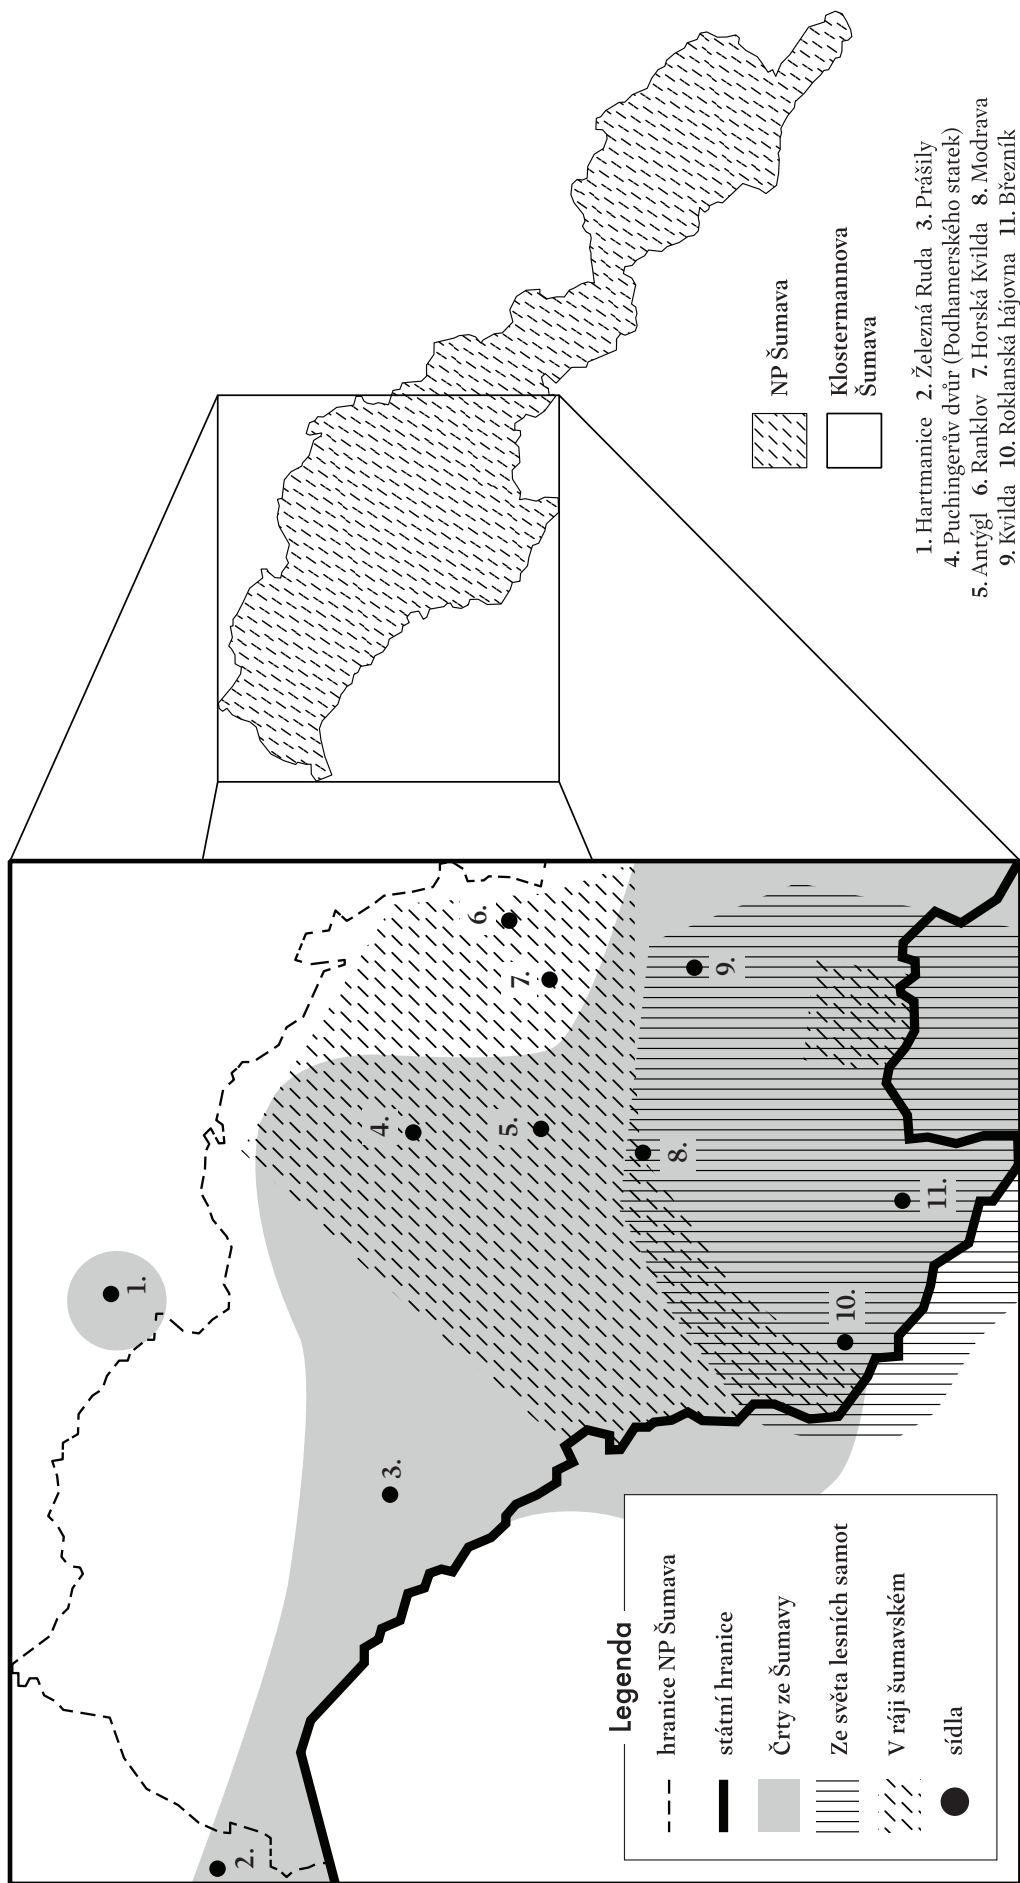 1.
2.
3.
4.
5.
6.
7.
8.
9.
10.
11.
Legenda
hranice NP Šumava
státní hranice
Črty ze Šumavy
Ze světa lesních samot
V ráji šumavském
sídla
NP Šumava
Klostermannova
Šumava
1. Hartmanice 2. Železná Ruda 3. Prášily
4. Puchingerův dvůr (Podhamerského statek)
5. Antýgl 6. Ranklov 7. Horská Kvilda 8. Modrava
9. Kvilda 10. Roklanská hájovna 11. Březník